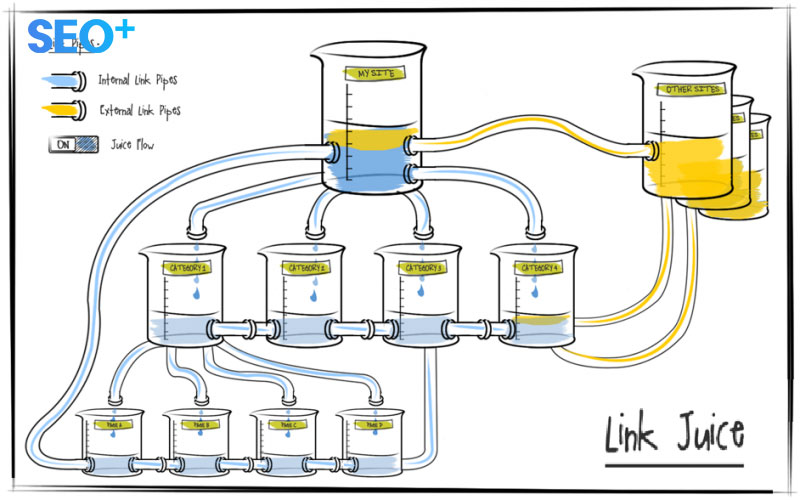 SEO+
Pipes
Internal Link Pipes
External Link Pipes
ON
Juice Flow
MY SITE
OTHER SITES
CATEGORY 1
CATEGORY 2
CATEGORY 3
CATEGORY 4
PAGE A
PAGE B
PAGE C
PAGE D
Link Juice